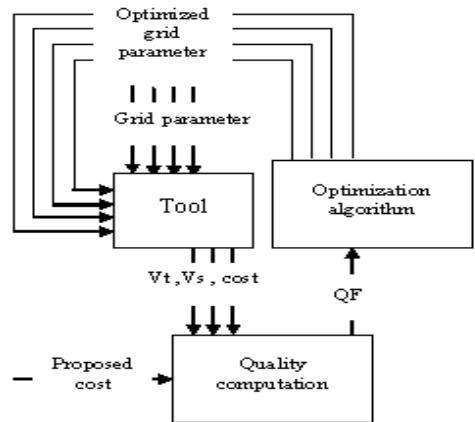 Optimized
grid
parameter
Grid parameter
Tool
Optimization
algorithm
Vt ,Vs , cost
QF
Proposed
cost
Quality
computation